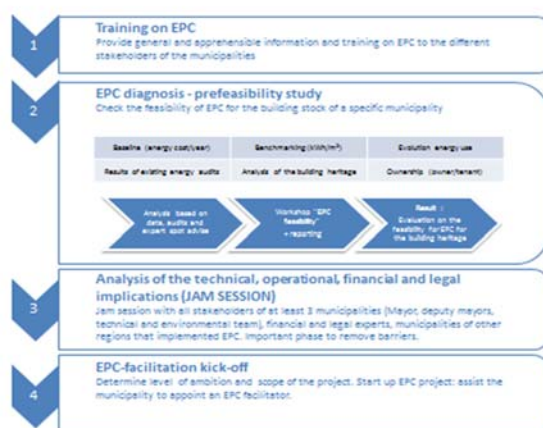 1
Training on EPC
Provide general and apprehensible information and training on EPC to the different
stakeholders of the municipalities
2
EPC diagnosis - prefeasibility study
Check the feasibility of EPC for the building stock of a specific municipality
Baseline (energy cost/year) Benchmarking (kWh/m²) Evolution energy use
Results of existing energy audits Analysis of the building heritage Ownership (owner/tenant)
Analysis based on
data, audits and
expert spot advise
Workshop "EPC
feasibility"
+ reporting
Result :
Evaluation on the
feasibility for EPC for
the building heritage
3
Analysis of the technical, operational, financial and legal
implications (JAM SESSION)
Jam session with all stakeholders of at least 3 municipalities (Mayor, deputy mayors,
technical and environmental team), financial and legal experts, municipalities of other
regions that implemented EPC. Important phase to remove barriers.
4
EPC-facilitation kick-off
Determine level of ambition and scope of the project. Start up EPC project: assist the
municipality to appoint an EPC facilitator.